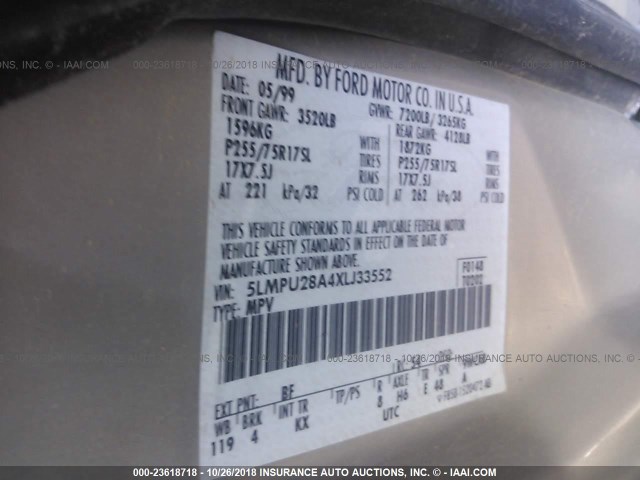 MFD. BY FORD MOTOR CO. IN U.S.A.
DATE: 05/99 GVWR: 7200LB/3265KG
FRONT GAWR: 3520LB REAR GAWR: 4128LB
1596KG WITH 1872KG WITH
P255/75R17SL TIRES P255/75R17SL TIRES
17X7.5J RIMS 17X7.5J RIMS
AT 221 kPa/32 PSI COLD AT 262 kPa/38 PSI COLD
THIS VEHICLE CONFORMS TO ALL APPLICABLE FEDERAL MOTOR
VEHICLE SAFETY STANDARDS IN EFFECT ON THE DATE OF
MANUFACTURE SHOWN ABOVE.
VIN: 5LMPU28A4XLJ33552 F0148
TYPE: MPV T0202
EXT PNT: BF RC: 54
WB BRK INT TR TP/PS R AXLE TR SPR
119 4 KX 8 H6 E 48 A
UTC
000-23618718 - 10/26/2018 INSURANCE AUTO AUCTIONS INC. - © - IAAI.COM